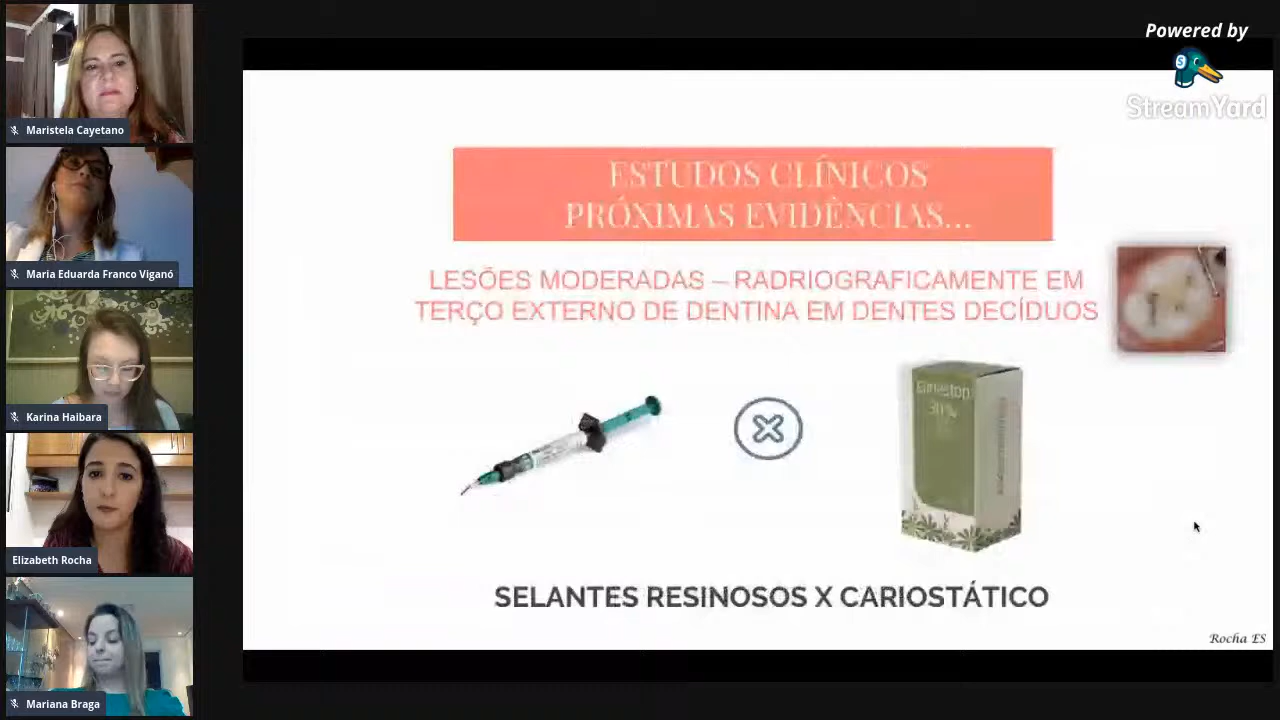 Powered by
StreamYard
Maristela Cayetano
Maria Eduarda Franco Viganó
Karina Haibara
Elizabeth Rocha
Mariana Braga
ESTUDOS CLÍNICOS
PRÓXIMAS EVIDÊNCIAS...
LESÕES MODERADAS – RADRIOGRAFICAMENTE EM
TERÇO EXTERNO DE DENTINA EM DENTES DECÍDUOS
30%
SELANTES RESINOSOS X CARIOSTÁTICO
Rocha ES